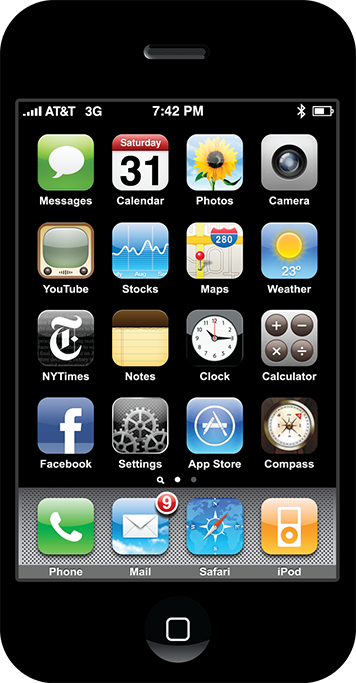 AT&T 3G 7:42 PM
Saturday
31
280
23°
Messages Calendar Photos Camera
YouTube Stocks Maps Weather
NYTimes Notes Clock Calculator
Facebook Settings App Store Compass
9
Phone Mail Safari iPod